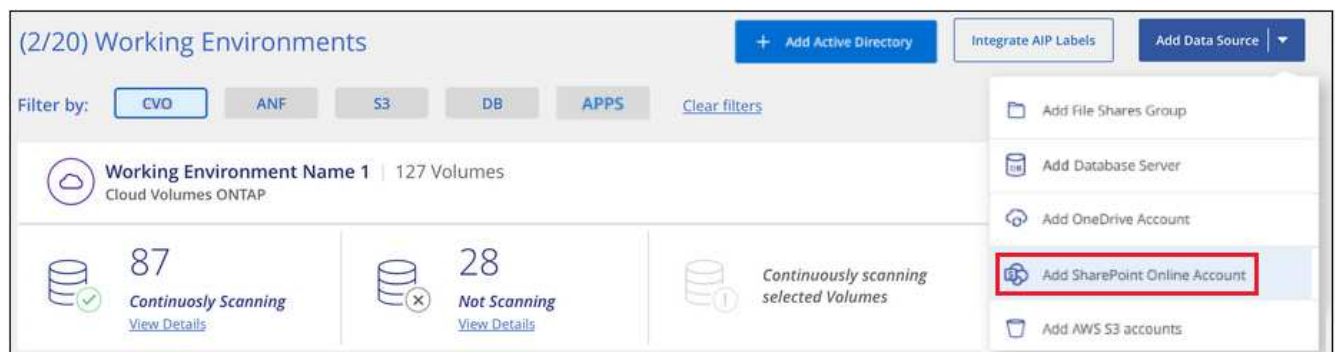 (2/20) Working Environments
+ Add Active Directory
Integrate AIP Labels
Add Data Source
Filter by:
CVO
ANF
S3
DB
APPS
Clear filters
Add File Shares Group
Working Environment Name 1 | 127 Volumes
Cloud Volumes ONTAP
Add Database Server
Add OneDrive Account
87
Continuosly Scanning
View Details
28
Not Scanning
View Details
Continuously scanning
selected Volumes
Add SharePoint Online Account
Add AWS S3 accounts